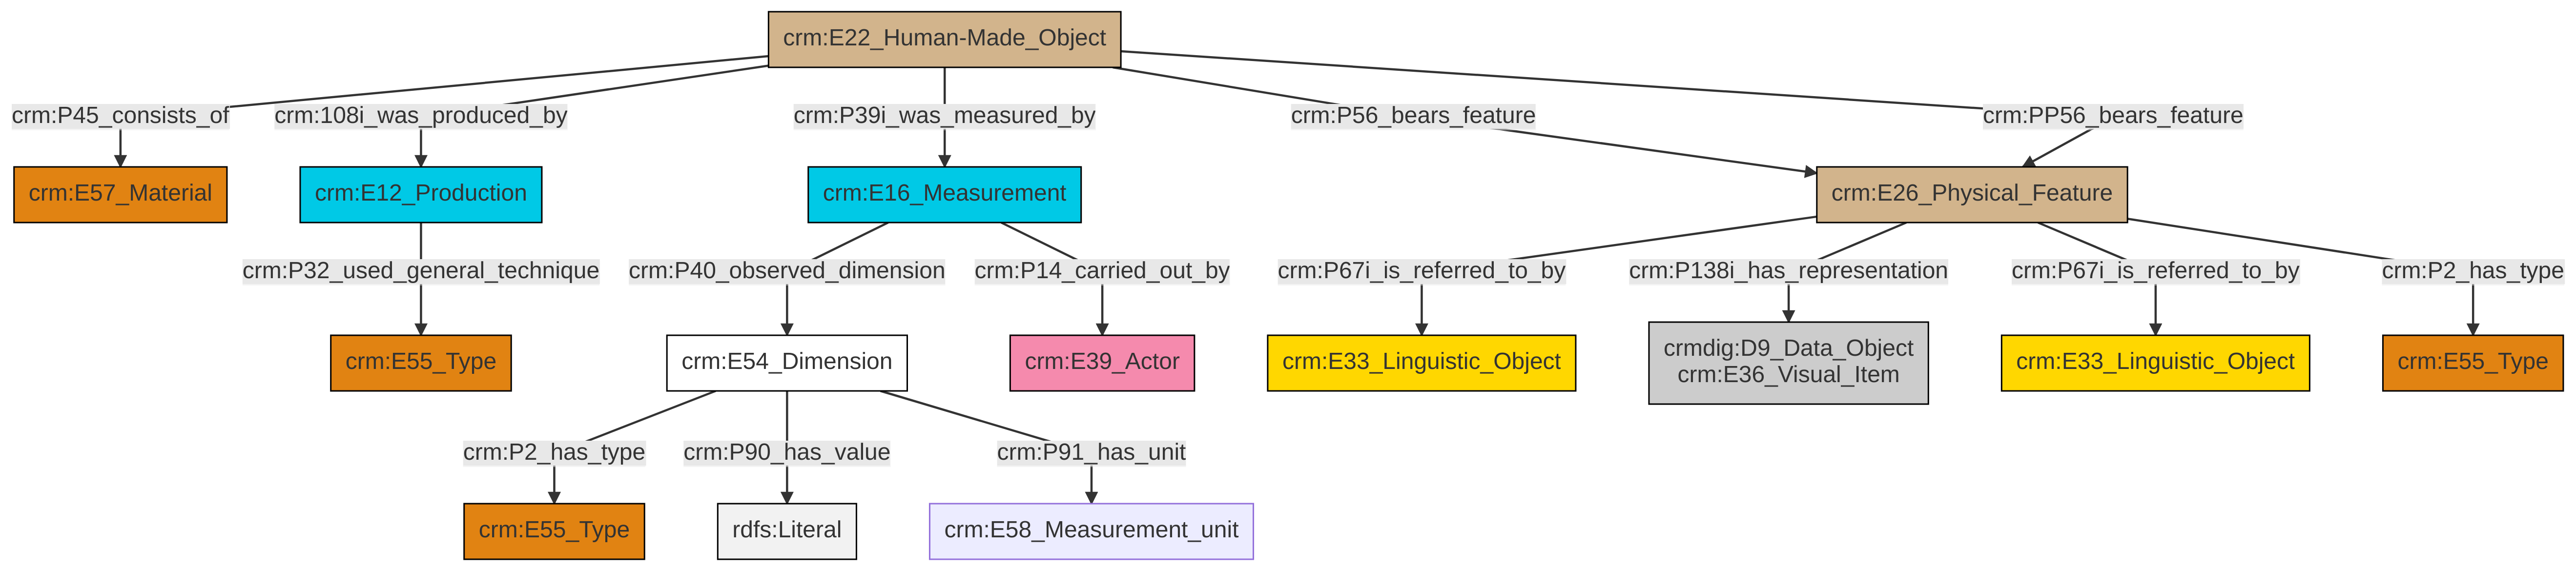 crm:E22_Human-Made_Object
crm:P45_consists_of
crm:108i_was_produced_by
crm:P39i_was_measured_by
crm:P56_bears_feature
crm:PP56_bears_feature
crm:E57_Material
crm:E12_Production
crm:E16_Measurement
crm:E26_Physical_Feature
crm:P32_used_general_technique
crm:P40_observed_dimension
crm:P14_carried_out_by
crm:P67i_is_referred_to_by
crm:P138i_has_representation
crm:P67i_is_referred_to_by
crm:P2_has_type
crm:E55_Type
crm:E54_Dimension
crm:E39_Actor
crm:E33_Linguistic_Object
crmdig:D9_Data_Object
crm:E36_Visual_Item
crm:E33_Linguistic_Object
crm:E55_Type
crm:P2_has_type
crm:P90_has_value
crm:P91_has_unit
crm:E55_Type
rdfs:Literal
crm:E58_Measurement_unit